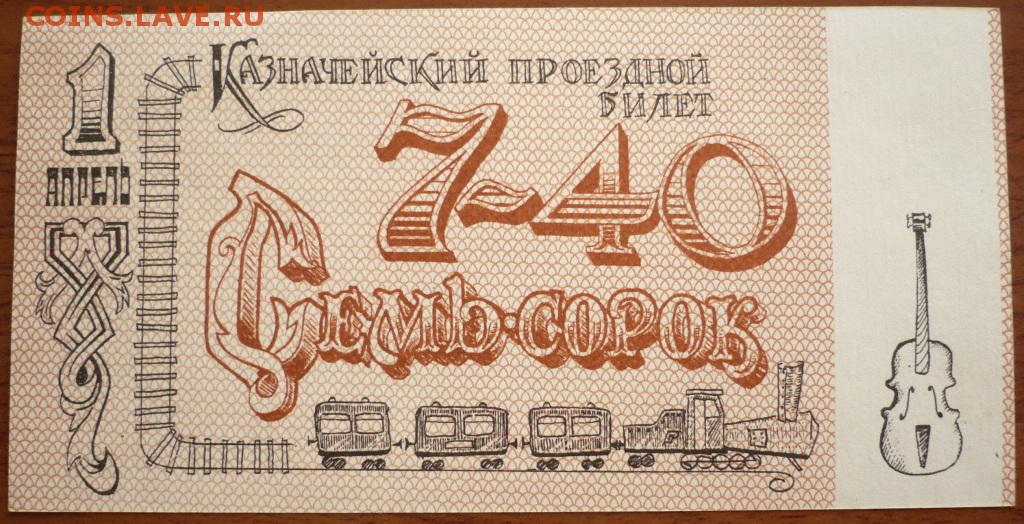 COINS.LAVE.RU
1
АПРЕЛЬ
КАЗНАЧЕЙСКИЙ ПРОЕЗДНОЙ
БИЛЕТ
7-40
СЕМЬ-СОРОК